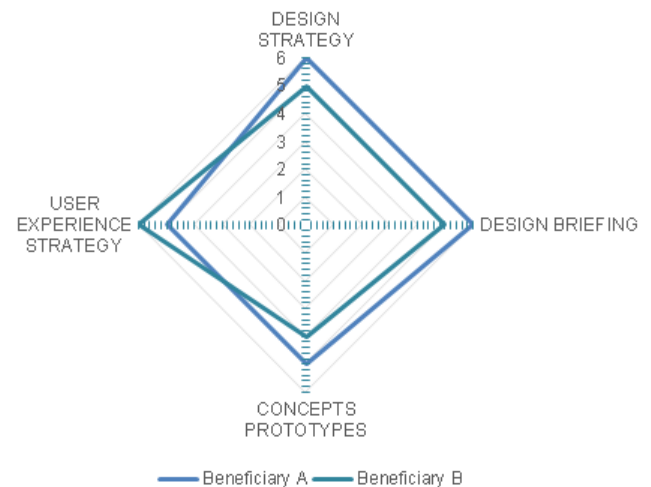 DESIGN
STRATEGY
6
5
4
3
2
1
0
USER
EXPERIENCE
STRATEGY
DESIGN BRIEFING
CONCEPTS
PROTOTYPES
Beneficiary A
Beneficiary B